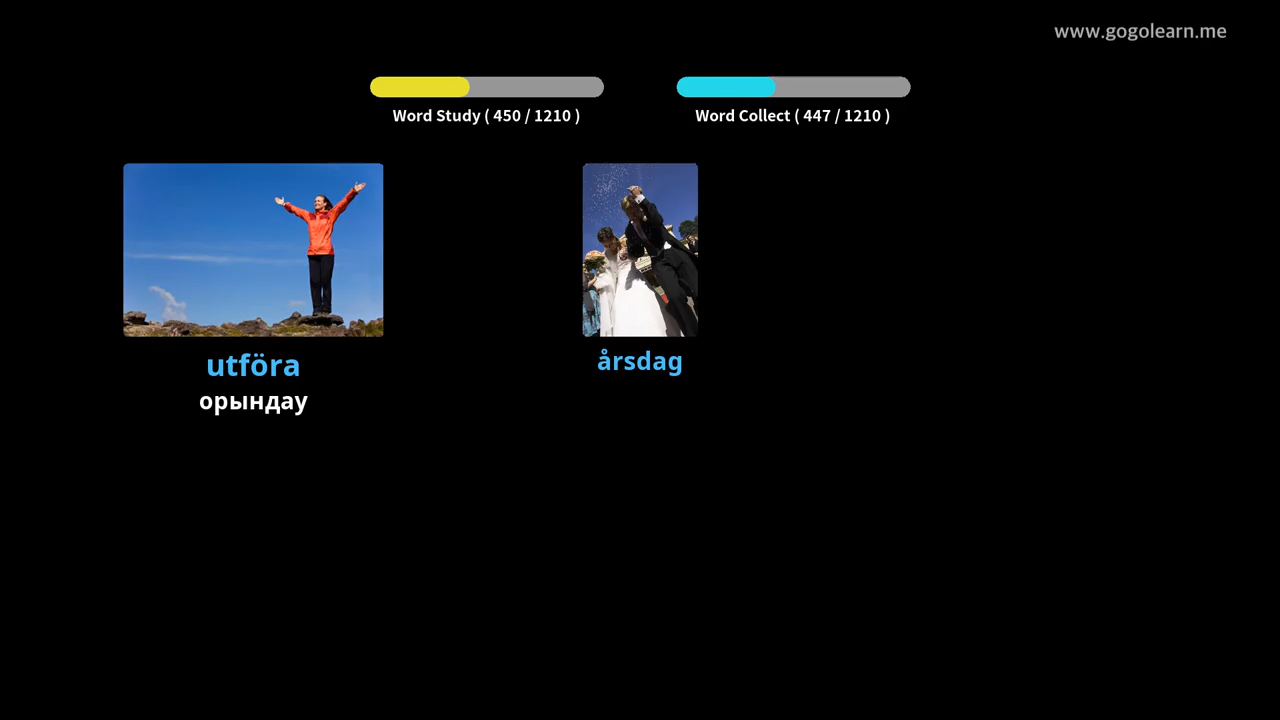 www.gogolearn.me
Word Study ( 450 / 1210 )
Word Collect ( 447 / 1210 )
utföra
орындау
årsdag